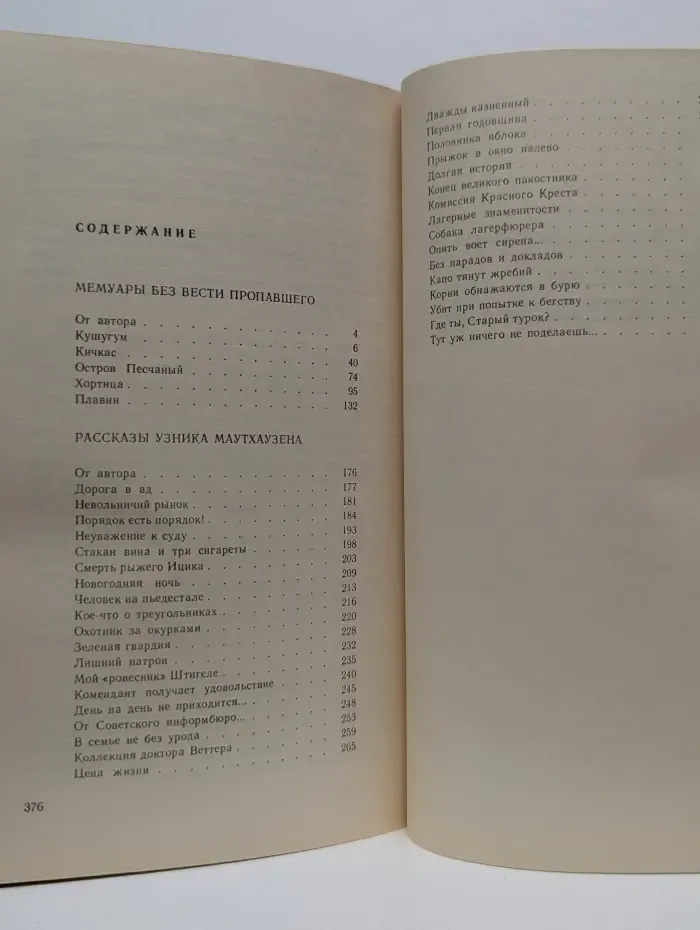 СОДЕРЖАНИЕ
МЕМУАРЫ БЕЗ ВЕСТИ ПРОПАВШЕГО
От автора . . . . . . . . . . 4
Кушугум . . . . . . . . . . 6
Кичкас . . . . . . . . . . 40
Остров Песчаный . . . . . . . . 74
Хортица . . . . . . . . . . 95
Плавни . . . . . . . . . . 132
РАССКАЗЫ УЗНИКА МАУТХАУЗЕНА
От автора . . . . . . . . . . 176
Дорога в ад . . . . . . . . . 177
Невольничий рынок . . . . . . . 181
Порядок есть порядок! . . . . . . 184
Неуважение к суду . . . . . . . 193
Стакан вина и три сигареты . . . . . 198
Смерть рыжего Ицика . . . . . . . 203
Новогодняя ночь . . . . . . . . 209
Человек на пьедестале . . . . . . 213
Кое-что о треугольниках . . . . . . 216
Охотник за окурками . . . . . . . 220
Зеленая гвардия . . . . . . . . 228
Лишний патрон . . . . . . . . 232
Мой «ровесник» Штигеле . . . . . . 235
Комендант получает удовольствие . . . . 240
День на день не приходится... . . . . . 245
От Советского информбюро... . . . . . 248
В семье не без урода . . . . . . . 253
Коллекция доктора Веттера . . . . . 259
Цена жизни . . . . . . . . . 265
376
Дважды казненный . . . . . .
Первая годовщина . . . . . .
Половинка яблока . . . . . .
Прыжок в окно налево . . . . .
Долгая история . . . . . . .
Конец великого пакостника . . . .
Комиссия Красного Креста . . . .
Лагерные знаменитости . . . . .
Собака лагерфюрера . . . . . .
Опять воет сирена... . . . . . .
Без парадов и докладов . . . . .
Капо тянут жребий . . . . . .
Корни обнажаются в бурю . . . .
Убит при попытке к бегству . . . .
Где ты, Старый турок? . . . . .
Тут уж ничего не поделаешь... . . .